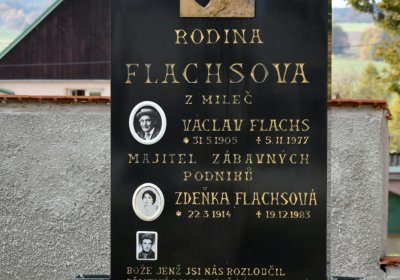 RODINA
FLACHSOVA
Z MILEČ
VÁCLAV FLACHS
* 31.5.1905 + 5.11.1977
MAJITEL ZÁBAVNÝCH
PODNIKŮ
ZDEŇKA FLACHSOVÁ
* 22.3.1914 + 19.12.1983
BOŽE JENŽ JSI NÁS ROZLOUČIL